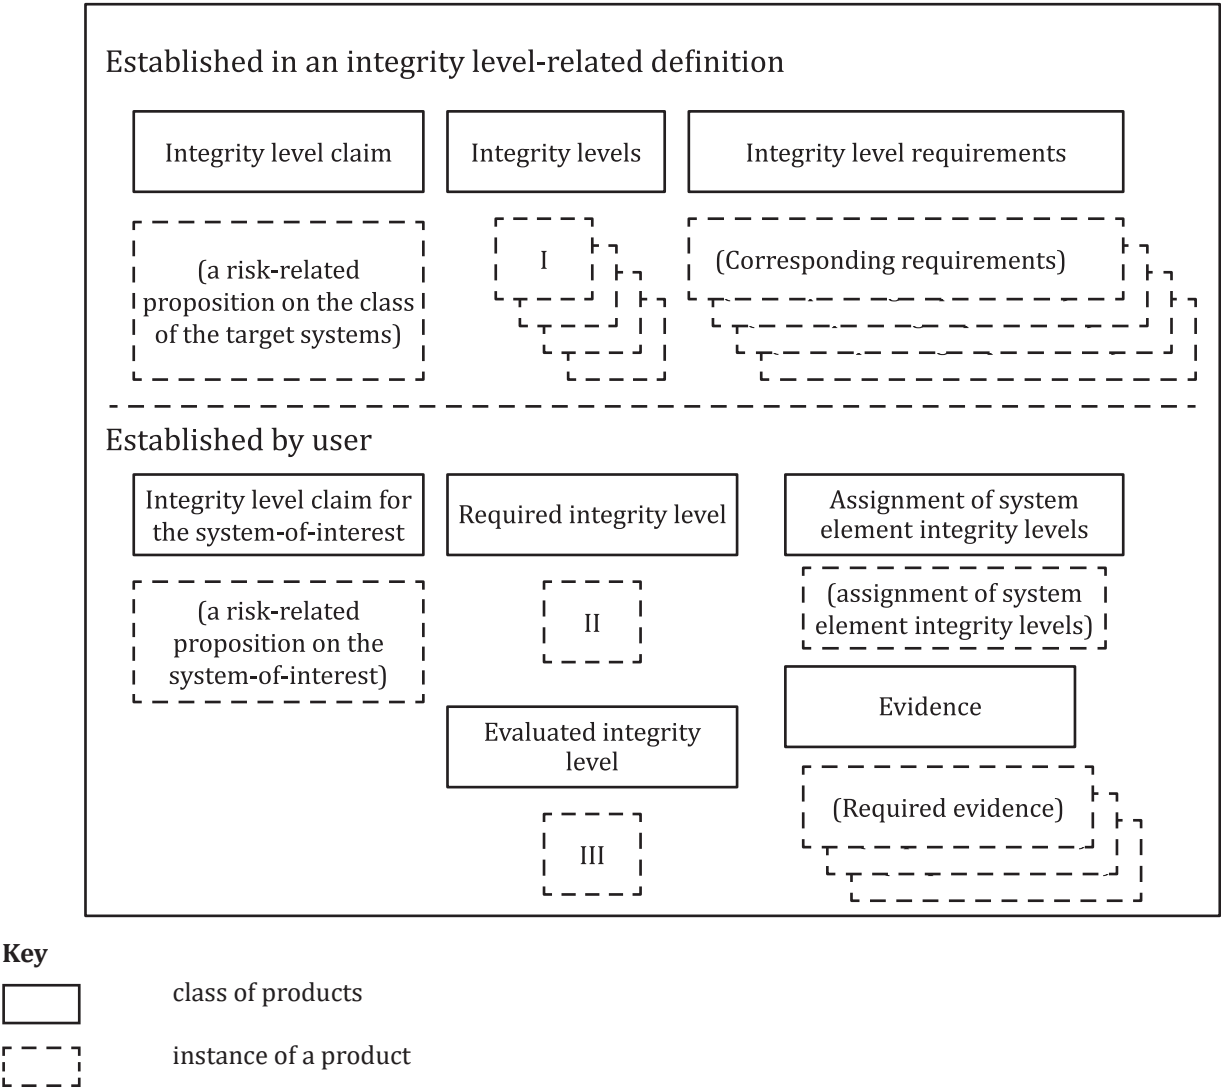 Established in an integrity level-related definition
Integrity level claim
Integrity levels
Integrity level requirements
(a risk-related
proposition on the class
of the target systems)
I
(Corresponding requirements)
Established by user
Integrity level claim for
the system-of-interest
Required integrity level
Assignment of system
element integrity levels
(a risk-related
proposition on the
system-of-interest)
II
(assignment of system
element integrity levels)
Evidence
Evaluated integrity
level
(Required evidence)
III
Key
class of products
instance of a product